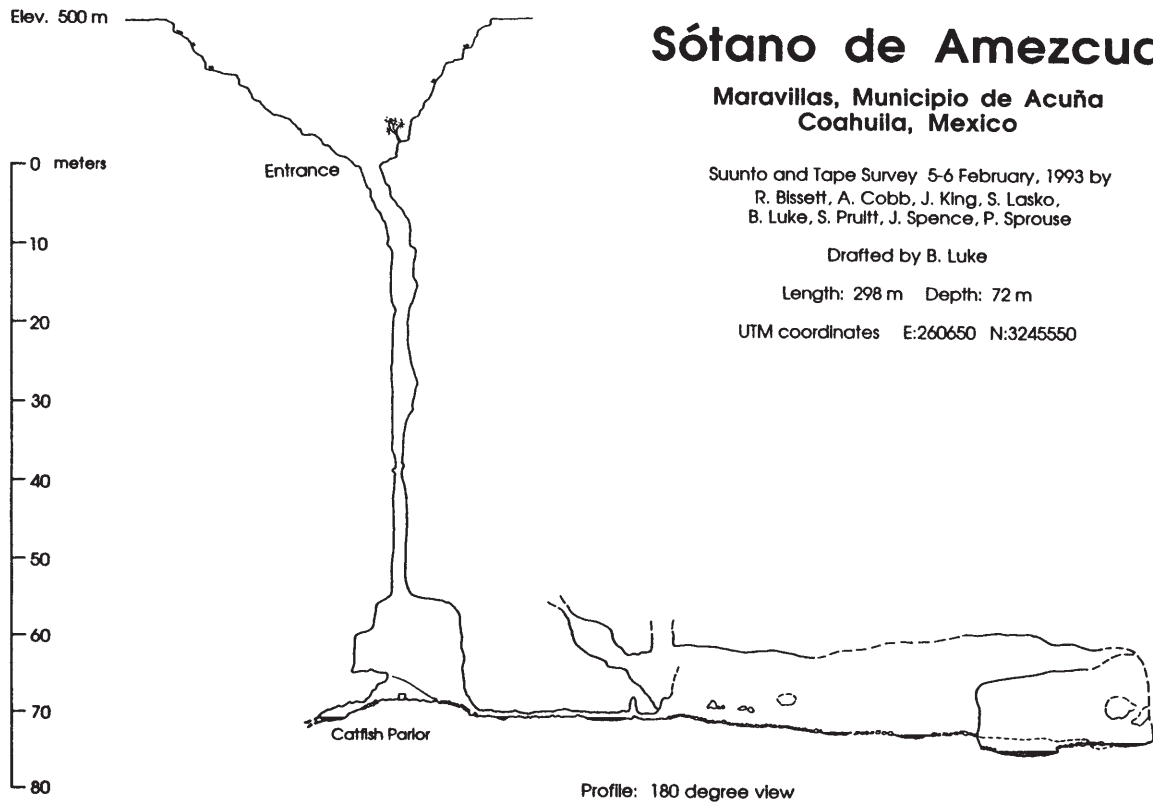 Elev. 500 m
Sótano de Amezcua
Maravillas, Municipio de Acuña
Coahuila, Mexico
Suunto and Tape Survey 5-6 February, 1993 by
R. Bissett, A. Cobb, J. King, S. Lasko,
B. Luke, S. Pruitt, J. Spence, P. Sprouse
Drafted by B. Luke
Length: 298 m Depth: 72 m
UTM coordinates E:260650 N:3245550
0 meters
Entrance
10
20
30
40
50
60
70
Catfish Parlor
80
Profile: 180 degree view